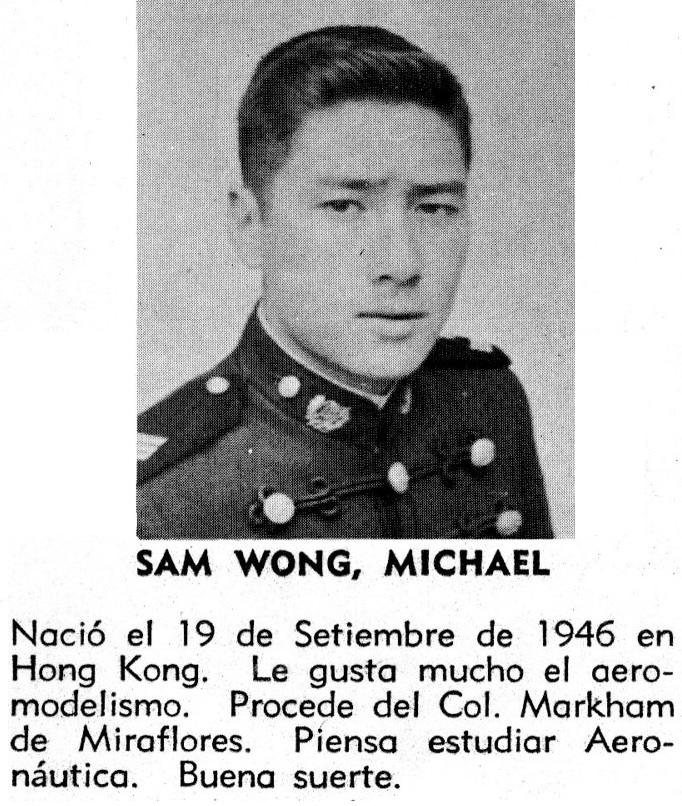 SAM WONG, MICHAEL
Nació el 19 de Setiembre de 1946 en
Hong Kong. Le gusta mucho el aero-
modelismo. Procede del Col. Markham
de Miraflores. Piensa estudiar Aero-
náutica. Buena suerte.